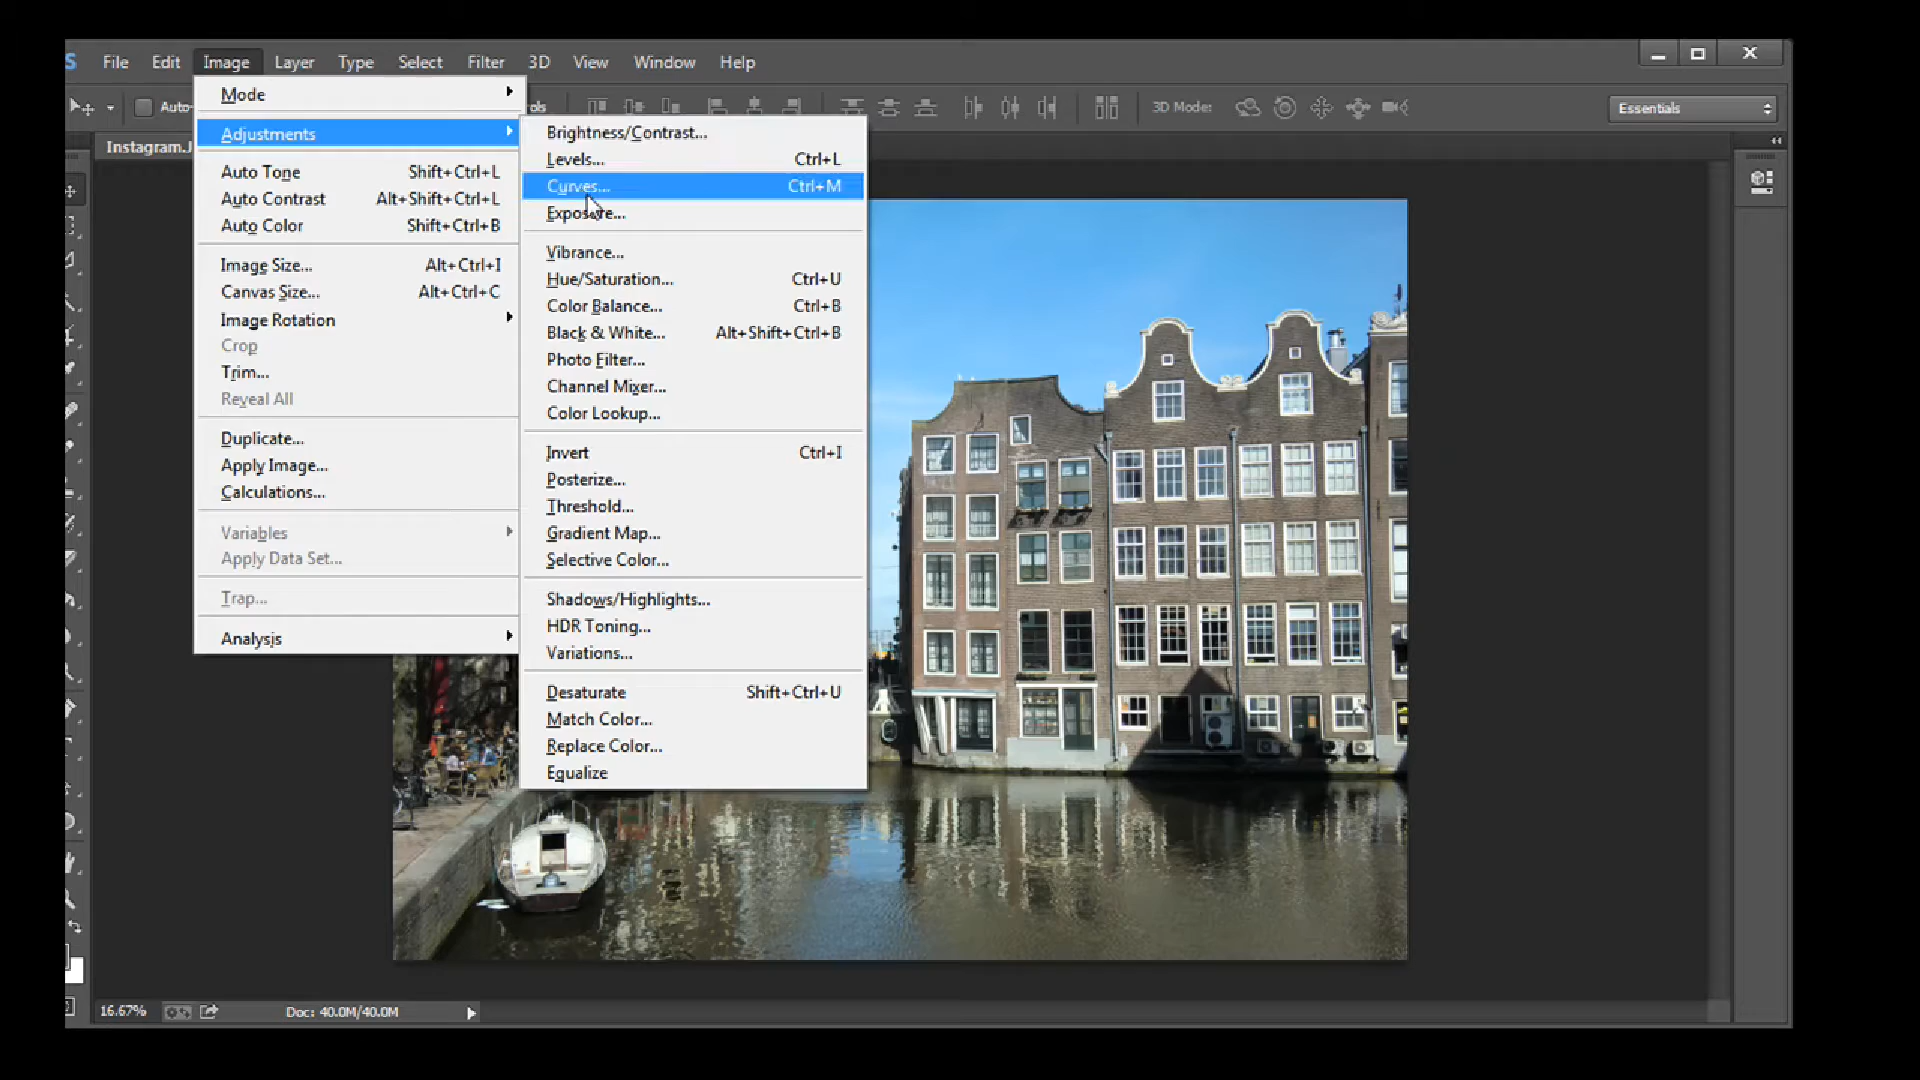 S File Edit Image Layer Type Select Filter 3D View Window Help
3D Mode: Essentials
Instagram.J
Mode
Adjustments
Auto Tone Shift+Ctrl+L
Auto Contrast Alt+Shift+Ctrl+L
Auto Color Shift+Ctrl+B
Image Size... Alt+Ctrl+I
Canvas Size... Alt+Ctrl+C
Image Rotation
Crop
Trim...
Reveal All
Duplicate...
Apply Image...
Calculations...
Variables
Apply Data Set...
Trap...
Analysis
Brightness/Contrast...
Levels... Ctrl+L
Curves... Ctrl+M
Exposure...
Vibrance...
Hue/Saturation... Ctrl+U
Color Balance... Ctrl+B
Black & White... Alt+Shift+Ctrl+B
Photo Filter...
Channel Mixer...
Color Lookup...
Invert Ctrl+I
Posterize...
Threshold...
Gradient Map...
Selective Color...
Shadows/Highlights...
HDR Toning...
Variations...
Desaturate Shift+Ctrl+U
Match Color...
Replace Color...
Equalize
16.67% Doc: 40.0M/40.0M